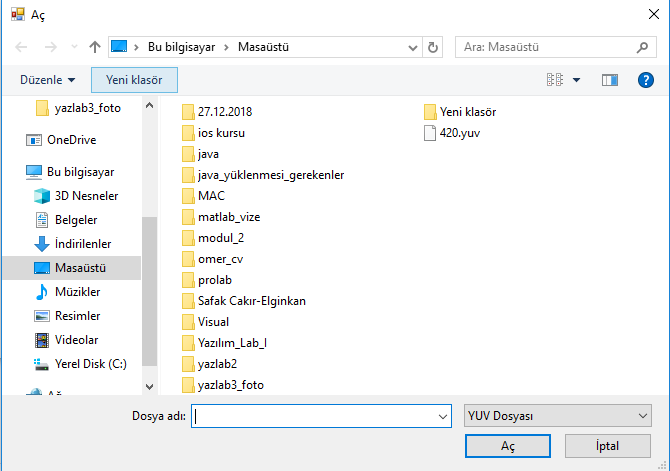 Aç
Bu bilgisayar
Masaüstü
Ara: Masaüstü
Düzenle
Yeni klasör
yazlab3_foto
OneDrive
Bu bilgisayar
3D Nesneler
Belgeler
İndirilenler
Masaüstü
Müzikler
Resimler
Videolar
Yerel Disk (C:)
Ağ
27.12.2018
ios kursu
java
java_yüklenmesi_gerekenler
MAC
matlab_vize
modul_2
omer_cv
prolab
Safak Cakır-Elginkan
Visual
Yazılım_Lab_I
yazlab2
yazlab3_foto
Yeni klasör
420.yuv
Dosya adı:
YUV Dosyası
Aç
İptal